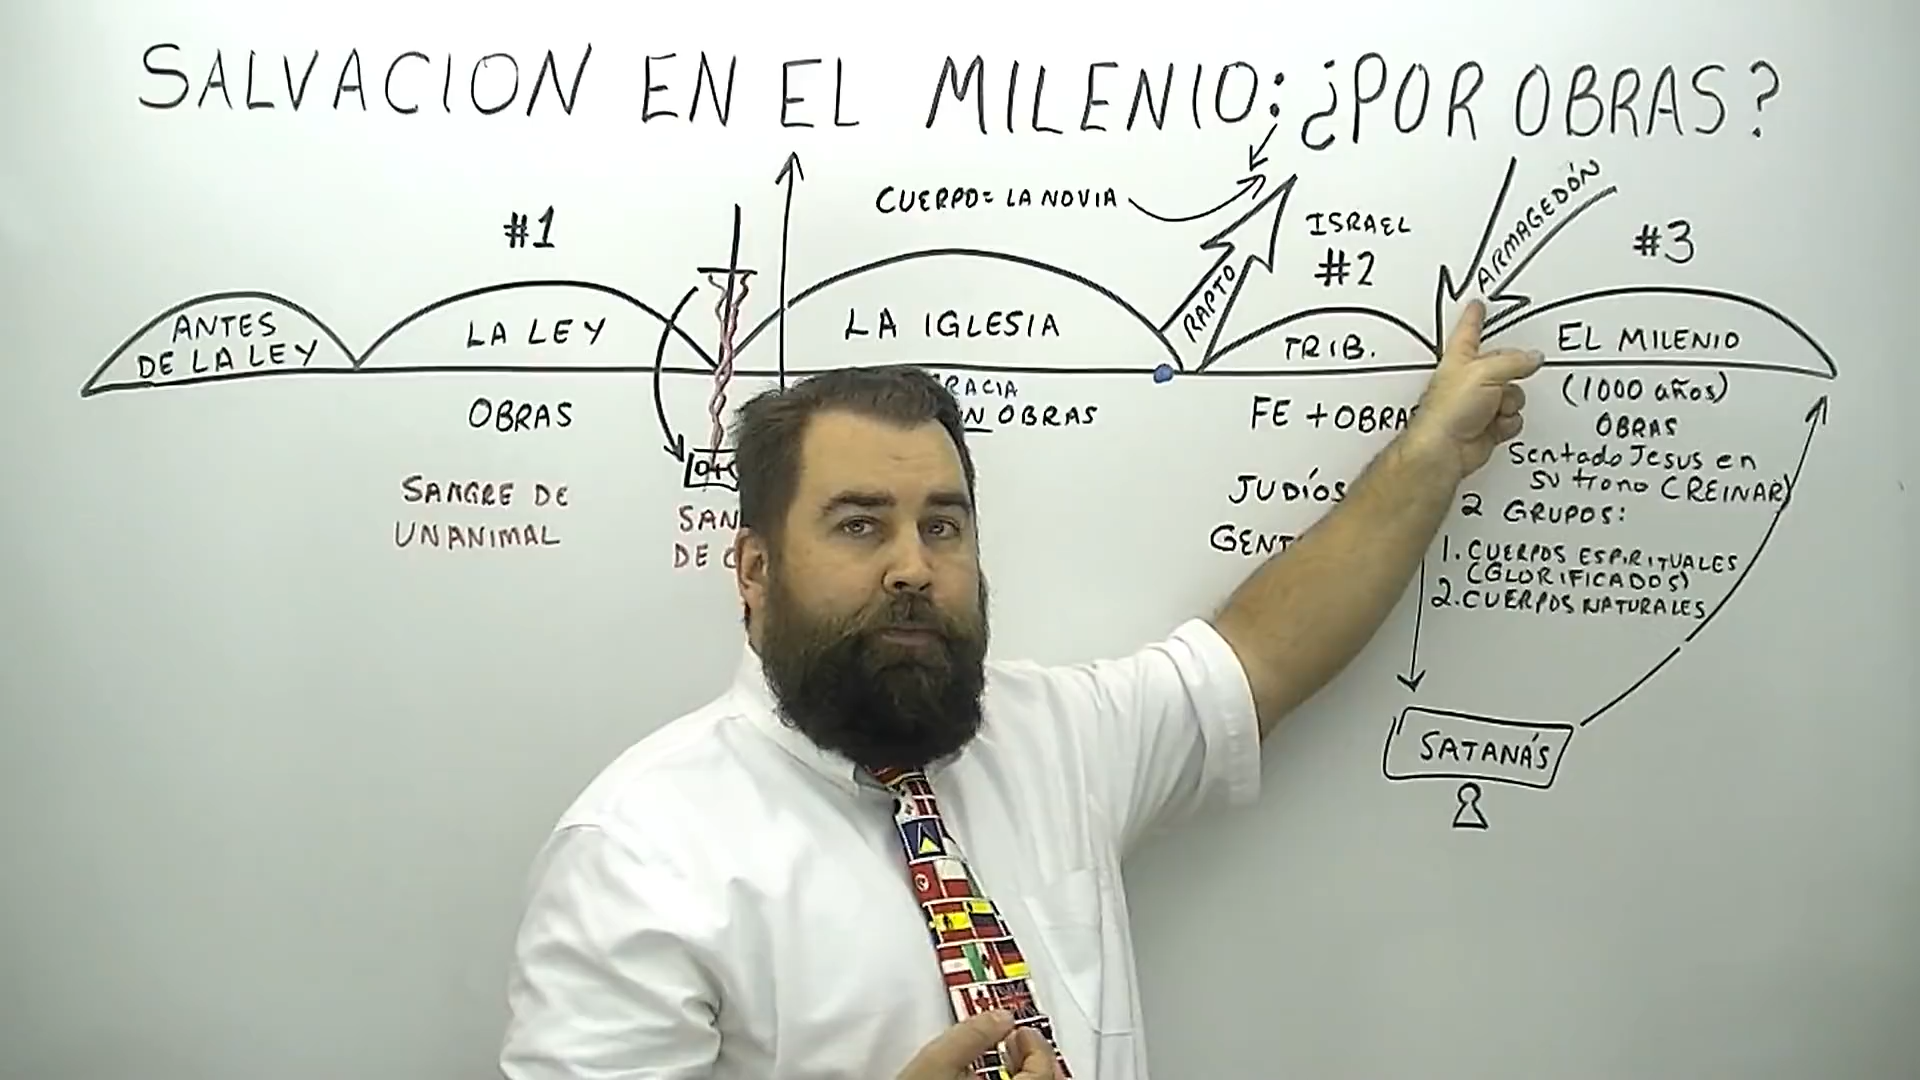 SALVACION EN EL MILENIO: ¿POR OBRAS?
CUERPO= LA NOVIA
#1
ISRAEL
#2
ARMAGEDÓN
#3
RAPTO
ANTES
DE LA LEY
LA LEY
LA IGLESIA
TRIB.
EL MILENIO
OBRAS
OBRAS
FE +
(1000 años)
OBRAS
Sentado Jesus en
su trono (REINAR)
SANGRE DE
UN ANIMAL
DE
JUDÍOS
2 GRUPOS:
1. CUERPOS ESPIRITUALES
(GLORIFICADOS)
2. CUERPOS NATURALES
SATANÁS